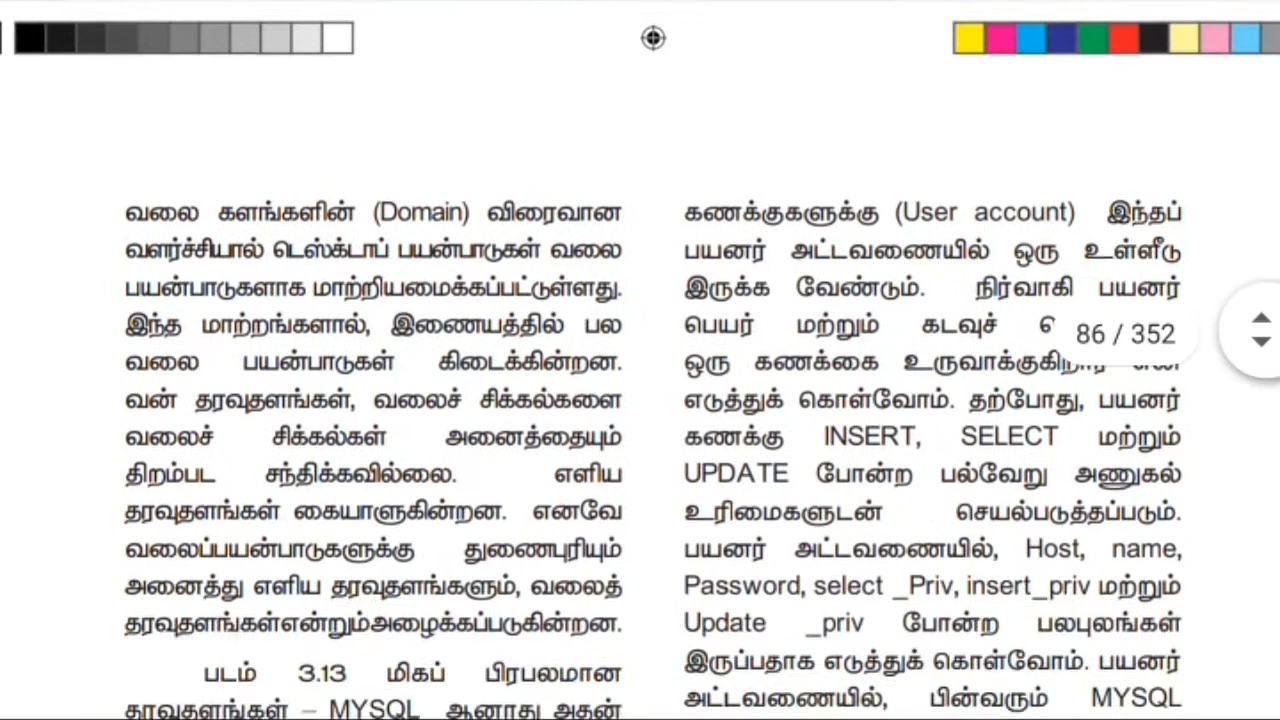 வலை களங்களின் (Domain) விரைவான
வளர்ச்சியால் டெஸ்க்டாப் பயன்பாடுகள் வலை
பயன்பாடுகளாக மாற்றியமைக்கப்பட்டுள்ளது.
இந்த மாற்றங்களால், இணையத்தில் பல
வலை பயன்பாடுகள் கிடைக்கின்றன.
வன் தரவுதளங்கள், வலைச் சிக்கல்களை
வலைச் சிக்கல்கள் அனைத்தையும்
திறம்பட சந்திக்கவில்லை. எளிய
தரவுதளங்கள் கையாளுகின்றன. எனவே
வலைப்பயன்பாடுகளுக்கு துணைபுரியும்
அனைத்து எளிய தரவுதளங்களும், வலைத்
தரவுதளங்கள்என்றும்அழைக்கப்படுகின்றன.
படம் 3.13 மிகப் பிரபலமான
தரவுதளங்கள் – MYSQL ஆனாது அதன்
கணக்குகளுக்கு (User account) இந்தப்
பயனர் அட்டவணையில் ஒரு உள்ளீடு
இருக்க வேண்டும். நிர்வாகி பயனர்
பெயர் மற்றும் கடவுச்
ஒரு கணக்கை
எடுத்துக் கொள்வோம். தற்போது, பயனர்
கணக்கு INSERT, SELECT மற்றும்
UPDATE போன்ற பல்வேறு அணுகல்
உரிமைகளுடன் செயல்படுத்தப்படும்.
பயனர் அட்டவணையில், Host, name,
Password, select _Priv, insert_priv மற்றும்
Update _priv போன்ற பலபுலங்கள்
இருப்பதாக எடுத்துக் கொள்வோம். பயனர்
அட்டவணையில், பின்வரும் MYSQL
86 / 352